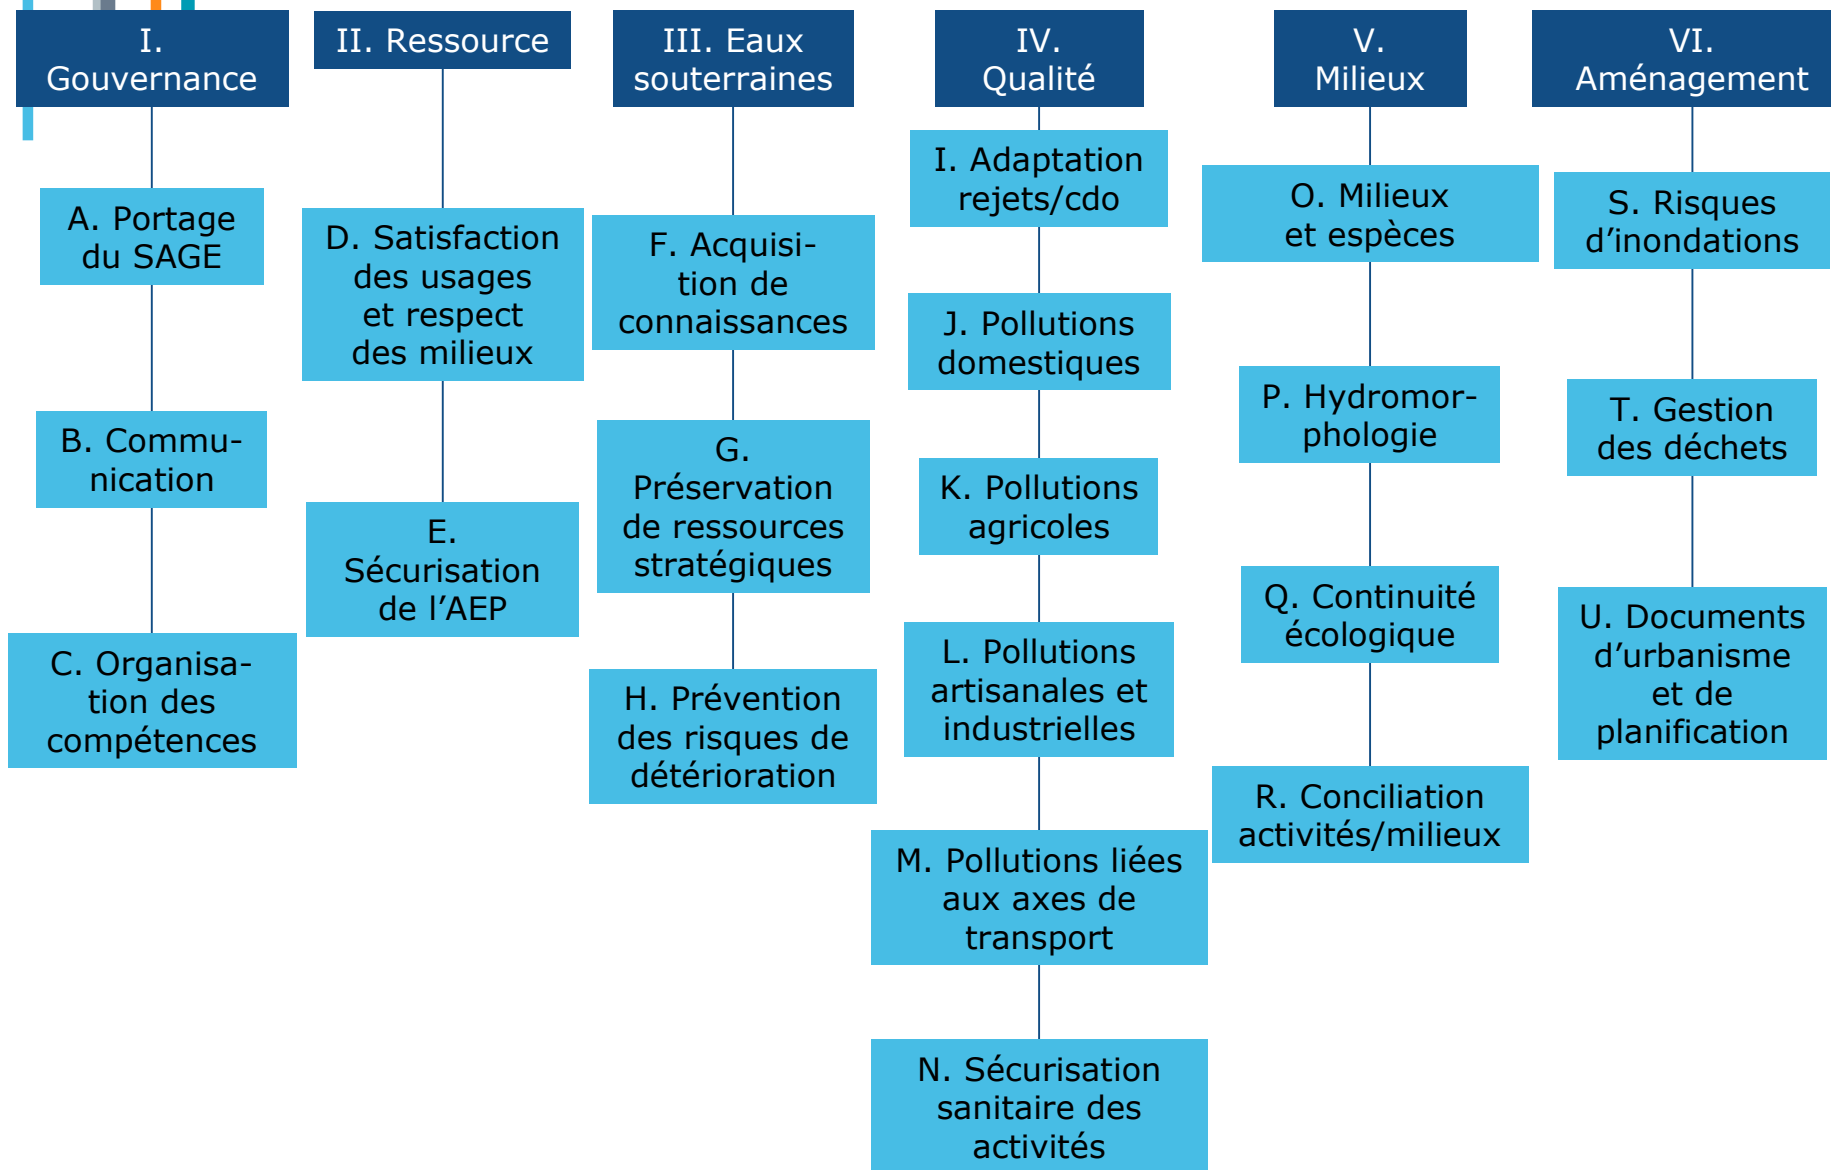 I.
Gouvernance
A. Portage
du SAGE
B. Commu-
nication
C. Organisa-
tion des
compétences
II. Ressource
D. Satisfaction
des usages
et respect
des milieux
E.
Sécurisation
de l’AEP
III. Eaux
souterraines
F. Acquisi-
tion de
connaissances
G.
Préservation
de ressources
stratégiques
H. Prévention
des risques de
détérioration
IV.
Qualité
I. Adaptation
rejets/cdo
J. Pollutions
domestiques
K. Pollutions
agricoles
L. Pollutions
artisanales et
industrielles
M. Pollutions liées
aux axes de
transport
N. Sécurisation
sanitaire des
activités
V.
Milieux
O. Milieux
et espèces
P. Hydromor-
phologie
Q. Continuité
écologique
R. Conciliation
activités/milieux
VI.
Aménagement
S. Risques
d’inondations
T. Gestion
des déchets
U. Documents
d’urbanisme
et de
planification